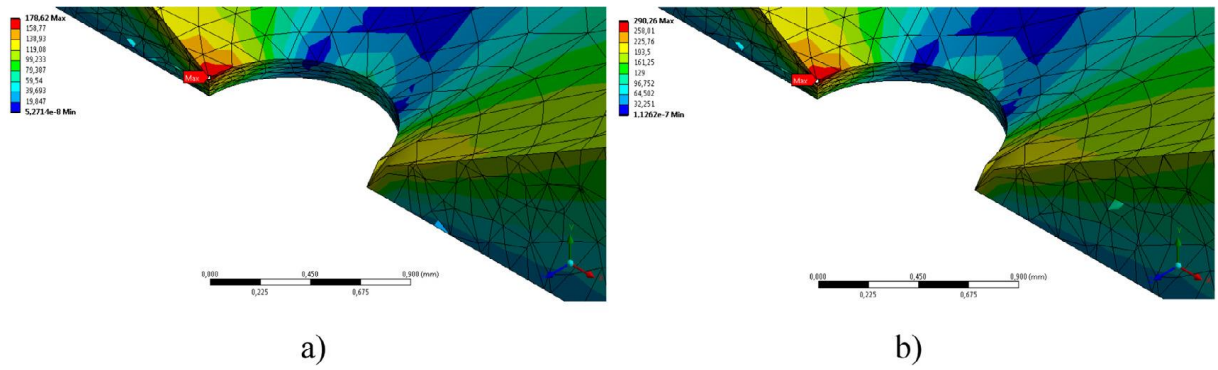 178,62 Max
158,77
138,93
119,08
99,233
79,387
59,54
39,693
19,847
5,2714e-8 Min
Max
0,000 0,450 0,900 (mm)
0,225 0,675
Y
a)
290,26 Max
258,01
225,76
193,5
161,25
129
96,752
64,502
32,251
1,1262e-7 Min
Max
0,000 0,450 0,900 (mm)
0,225 0,675
b)